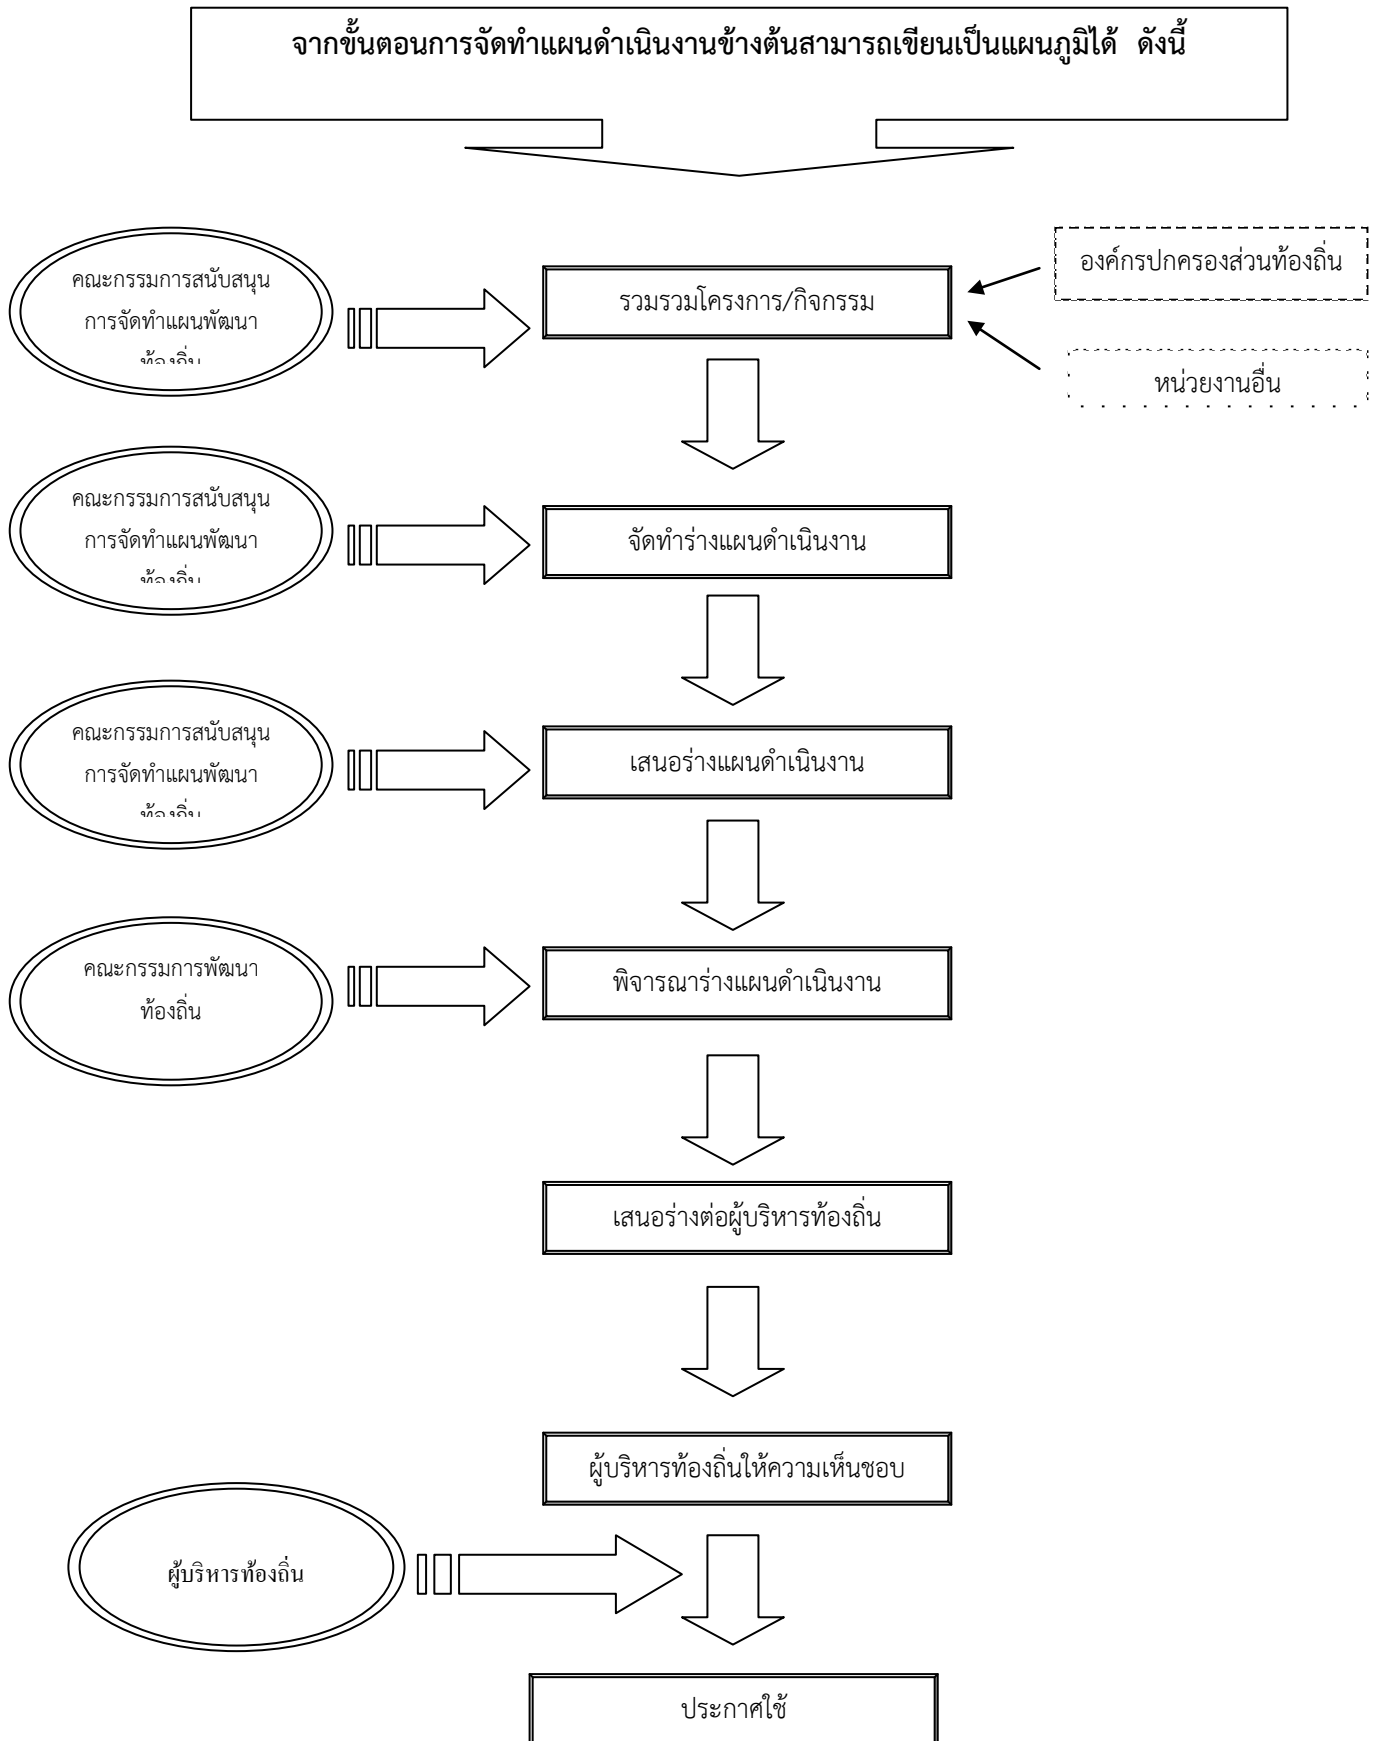 จากขั้นตอนการจัดทำแผนดำเนินงานข้างต้นสามารถเขียนเป็นแผนภูมิได้ ดังนี้
คณะกรรมการสนับสนุน
การจัดทำแผนพัฒนา
ท้องถิ่น
รวมรวมโครงการ/กิจกรรม
องค์กรปกครองส่วนท้องถิ่น
หน่วยงานอื่น
คณะกรรมการสนับสนุน
การจัดทำแผนพัฒนา
ท้องถิ่น
จัดทำร่างแผนดำเนินงาน
คณะกรรมการสนับสนุน
การจัดทำแผนพัฒนา
ท้องถิ่น
เสนอร่างแผนดำเนินงาน
คณะกรรมการพัฒนา
ท้องถิ่น
พิจารณาร่างแผนดำเนินงาน
เสนอร่างต่อผู้บริหารท้องถิ่น
ผู้บริหารท้องถิ่นให้ความเห็นชอบ
ผู้บริหารท้องถิ่น
ประกาศใช้